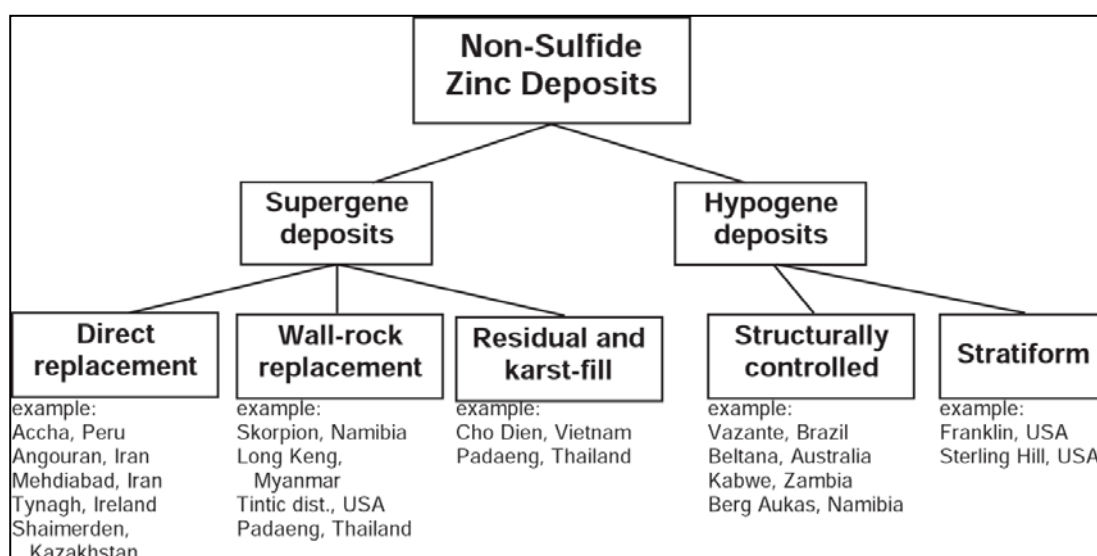 Non-Sulfide
Zinc Deposits
Supergene
deposits
Hypogene
deposits
Direct
replacement
Wall-rock
replacement
Residual and
karst-fill
Structurally
controlled
Stratiform
example:
Accha, Peru
Angouran, Iran
Mehdiabad, Iran
Tynagh, Ireland
Shaimerden,
Kazakhstan
example:
Skorpion, Namibia
Long Keng,
Myanmar
Tintic dist., USA
Padaeng, Thailand
example:
Cho Dien, Vietnam
Padaeng, Thailand
example:
Vazante, Brazil
Beltana, Australia
Kabwe, Zambia
Berg Aukas, Namibia
example:
Franklin, USA
Sterling Hill, USA